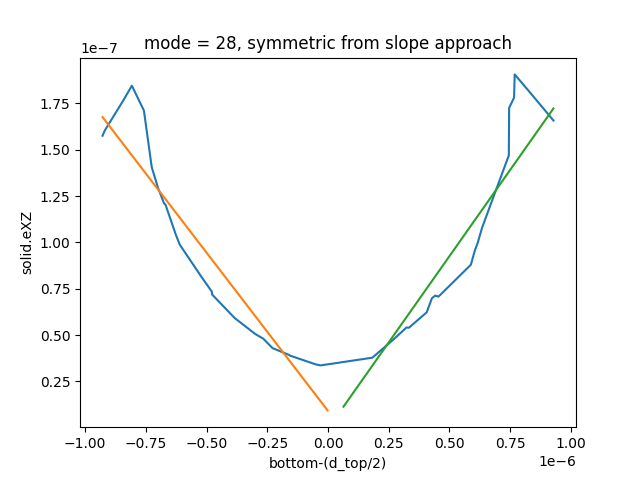 mode = 28, symmetric from slope approach
1e−7
1.75
1.50
1.25
1.00
0.75
0.50
0.25
solid.eXZ
−1.00 −0.75 −0.50 −0.25 0.00 0.25 0.50 0.75 1.00
bottom-(d_top/2)
1e−6